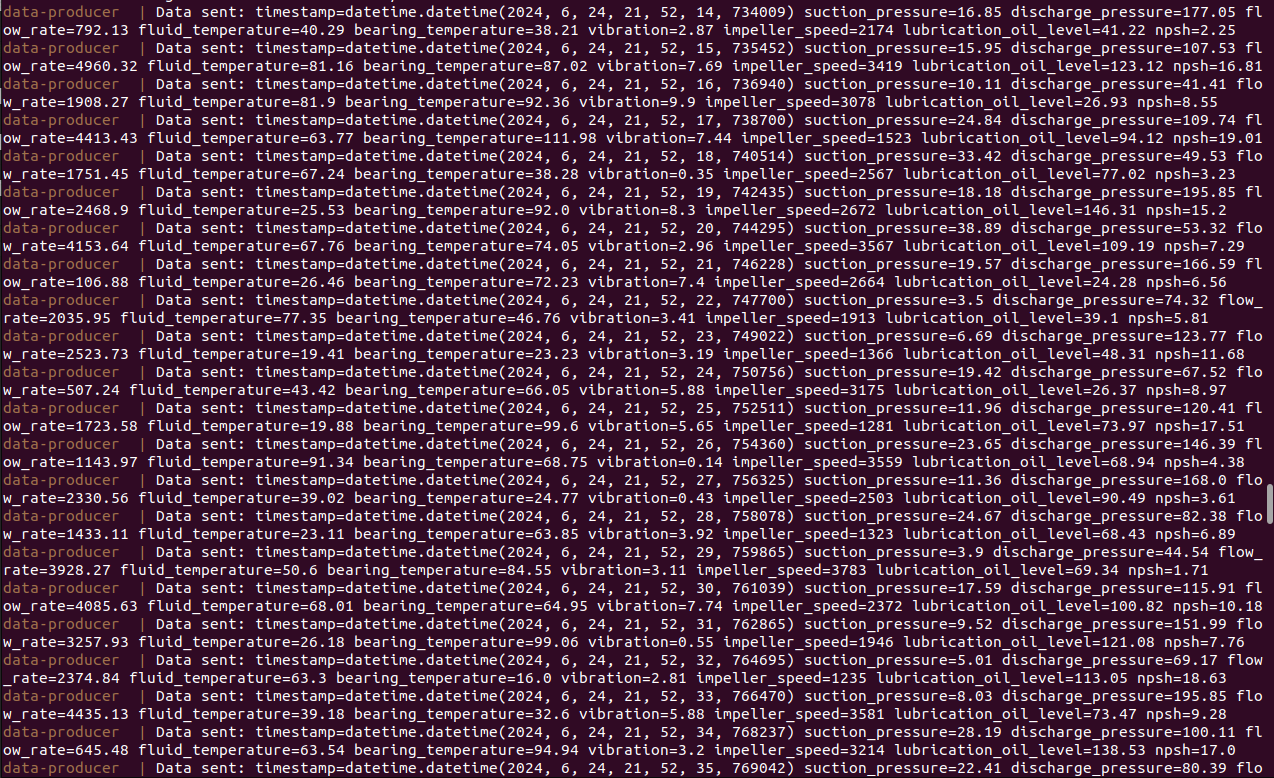 data-producer  | Data sent: timestamp=datetime.datetime(2024, 6, 24, 21, 52, 14, 734009) suction_pressure=16.85 discharge_pressure=177.05 fl
ow_rate=792.13 fluid_temperature=40.29 bearing_temperature=38.21 vibration=2.87 impeller_speed=2174 lubrication_oil_level=41.22 npsh=2.25
data-producer  | Data sent: timestamp=datetime.datetime(2024, 6, 24, 21, 52, 15, 735452) suction_pressure=15.95 discharge_pressure=107.53 fl
ow_rate=4960.32 fluid_temperature=81.16 bearing_temperature=87.02 vibration=7.69 impeller_speed=3419 lubrication_oil_level=123.12 npsh=16.81
data-producer  | Data sent: timestamp=datetime.datetime(2024, 6, 24, 21, 52, 16, 736940) suction_pressure=10.11 discharge_pressure=41.41 flo
w_rate=1908.27 fluid_temperature=81.9 bearing_temperature=92.36 vibration=9.9 impeller_speed=3078 lubrication_oil_level=26.93 npsh=8.55
data-producer  | Data sent: timestamp=datetime.datetime(2024, 6, 24, 21, 52, 17, 738700) suction_pressure=24.84 discharge_pressure=109.74 fl
ow_rate=4413.43 fluid_temperature=63.77 bearing_temperature=111.98 vibration=7.44 impeller_speed=1523 lubrication_oil_level=94.12 npsh=19.01
data-producer  | Data sent: timestamp=datetime.datetime(2024, 6, 24, 21, 52, 18, 740514) suction_pressure=33.42 discharge_pressure=49.53 flo
w_rate=1751.45 fluid_temperature=67.24 bearing_temperature=38.28 vibration=0.35 impeller_speed=2567 lubrication_oil_level=77.02 npsh=3.23
data-producer  | Data sent: timestamp=datetime.datetime(2024, 6, 24, 21, 52, 19, 742435) suction_pressure=18.18 discharge_pressure=195.85 fl
ow_rate=2468.9 fluid_temperature=25.53 bearing_temperature=92.0 vibration=8.3 impeller_speed=2672 lubrication_oil_level=146.31 npsh=15.2
data-producer  | Data sent: timestamp=datetime.datetime(2024, 6, 24, 21, 52, 20, 744295) suction_pressure=38.89 discharge_pressure=53.32 flo
w_rate=4153.64 fluid_temperature=67.76 bearing_temperature=74.05 vibration=2.96 impeller_speed=3567 lubrication_oil_level=109.19 npsh=7.29
data-producer  | Data sent: timestamp=datetime.datetime(2024, 6, 24, 21, 52, 21, 746228) suction_pressure=19.57 discharge_pressure=166.59 fl
ow_rate=106.88 fluid_temperature=26.46 bearing_temperature=72.23 vibration=7.4 impeller_speed=2664 lubrication_oil_level=24.28 npsh=6.56
data-producer  | Data sent: timestamp=datetime.datetime(2024, 6, 24, 21, 52, 22, 747700) suction_pressure=3.5 discharge_pressure=74.32 flow_
rate=2035.95 fluid_temperature=77.35 bearing_temperature=46.76 vibration=3.41 impeller_speed=1913 lubrication_oil_level=39.1 npsh=5.81
data-producer  | Data sent: timestamp=datetime.datetime(2024, 6, 24, 21, 52, 23, 749022) suction_pressure=6.69 discharge_pressure=123.77 flo
w_rate=2523.73 fluid_temperature=19.41 bearing_temperature=23.23 vibration=3.19 impeller_speed=1366 lubrication_oil_level=48.31 npsh=11.68
data-producer  | Data sent: timestamp=datetime.datetime(2024, 6, 24, 21, 52, 24, 750756) suction_pressure=19.42 discharge_pressure=67.52 flo
w_rate=507.24 fluid_temperature=43.42 bearing_temperature=66.05 vibration=5.88 impeller_speed=3175 lubrication_oil_level=26.37 npsh=8.97
data-producer  | Data sent: timestamp=datetime.datetime(2024, 6, 24, 21, 52, 25, 752511) suction_pressure=11.96 discharge_pressure=120.41 fl
ow_rate=1723.58 fluid_temperature=19.88 bearing_temperature=99.6 vibration=5.65 impeller_speed=1281 lubrication_oil_level=73.97 npsh=17.51
data-producer  | Data sent: timestamp=datetime.datetime(2024, 6, 24, 21, 52, 26, 754360) suction_pressure=23.65 discharge_pressure=146.39 fl
ow_rate=1143.97 fluid_temperature=91.34 bearing_temperature=68.75 vibration=0.14 impeller_speed=3559 lubrication_oil_level=68.94 npsh=4.38
data-producer  | Data sent: timestamp=datetime.datetime(2024, 6, 24, 21, 52, 27, 756325) suction_pressure=11.36 discharge_pressure=168.0 flo
w_rate=2330.56 fluid_temperature=39.02 bearing_temperature=24.77 vibration=0.43 impeller_speed=2503 lubrication_oil_level=90.49 npsh=3.61
data-producer  | Data sent: timestamp=datetime.datetime(2024, 6, 24, 21, 52, 28, 758078) suction_pressure=24.67 discharge_pressure=82.38 flo
w_rate=1433.11 fluid_temperature=23.11 bearing_temperature=63.85 vibration=3.92 impeller_speed=1323 lubrication_oil_level=68.43 npsh=6.89
data-producer  | Data sent: timestamp=datetime.datetime(2024, 6, 24, 21, 52, 29, 759865) suction_pressure=3.9 discharge_pressure=44.54 flow_
rate=3928.27 fluid_temperature=50.6 bearing_temperature=84.55 vibration=3.11 impeller_speed=3783 lubrication_oil_level=69.34 npsh=1.71
data-producer  | Data sent: timestamp=datetime.datetime(2024, 6, 24, 21, 52, 30, 761039) suction_pressure=17.59 discharge_pressure=115.91 fl
ow_rate=4085.63 fluid_temperature=68.01 bearing_temperature=64.95 vibration=7.74 impeller_speed=2372 lubrication_oil_level=100.82 npsh=10.18
data-producer  | Data sent: timestamp=datetime.datetime(2024, 6, 24, 21, 52, 31, 762865) suction_pressure=9.52 discharge_pressure=151.99 flo
w_rate=3257.93 fluid_temperature=26.18 bearing_temperature=99.06 vibration=0.55 impeller_speed=1946 lubrication_oil_level=121.08 npsh=7.76
data-producer  | Data sent: timestamp=datetime.datetime(2024, 6, 24, 21, 52, 32, 764695) suction_pressure=5.01 discharge_pressure=69.17 flow
_rate=2374.84 fluid_temperature=63.3 bearing_temperature=16.0 vibration=2.81 impeller_speed=1235 lubrication_oil_level=113.05 npsh=18.63
data-producer  | Data sent: timestamp=datetime.datetime(2024, 6, 24, 21, 52, 33, 766470) suction_pressure=8.03 discharge_pressure=195.85 flo
w_rate=4435.13 fluid_temperature=39.18 bearing_temperature=32.6 vibration=5.88 impeller_speed=3581 lubrication_oil_level=73.47 npsh=9.28
data-producer  | Data sent: timestamp=datetime.datetime(2024, 6, 24, 21, 52, 34, 768237) suction_pressure=28.19 discharge_pressure=100.11 fl
ow_rate=645.48 fluid_temperature=63.54 bearing_temperature=94.94 vibration=3.2 impeller_speed=3214 lubrication_oil_level=138.53 npsh=17.0
data-producer  | Data sent: timestamp=datetime.datetime(2024, 6, 24, 21, 52, 35, 769042) suction_pressure=22.41 discharge_pressure=80.39 flo